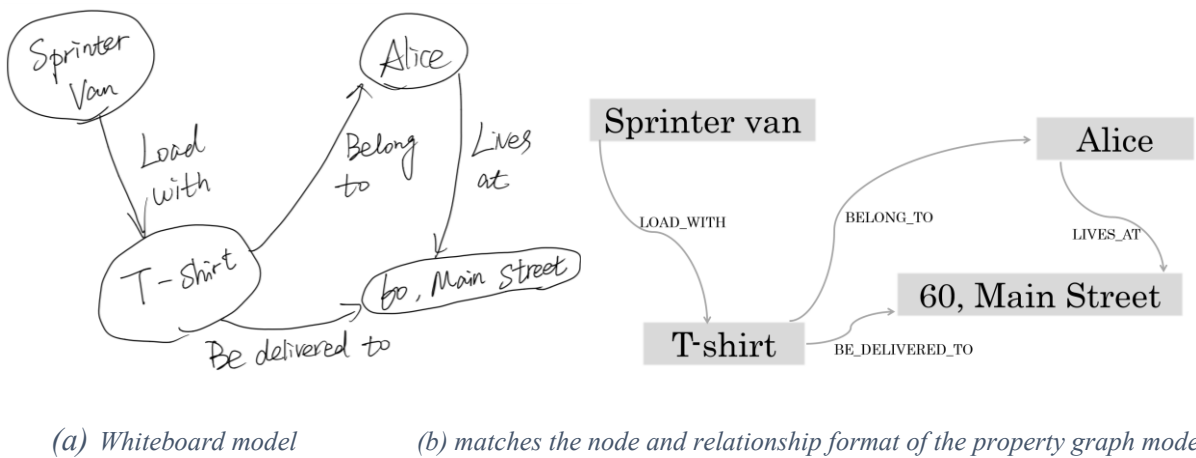 Sprinter
Van
Alice
Load
with
Belong
to
Lives
at
T-shirt
60, Main Street
Be delivered to
Sprinter van
Alice
LOAD_WITH
BELONG_TO
LIVES_AT
60, Main Street
T-shirt
BE_DELIVERED_TO
(a) Whiteboard model
(b) matches the node and relationship format of the property graph mode